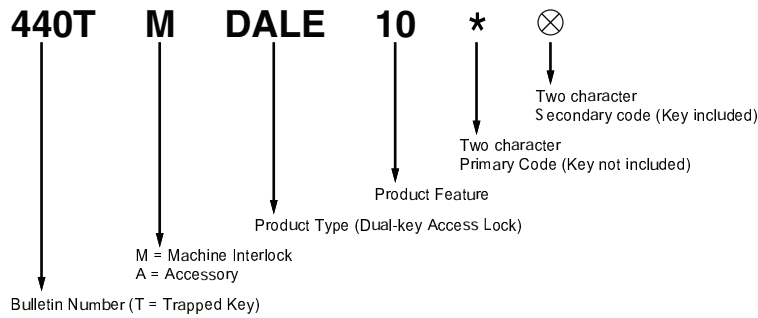 440T M DALE 10 * ⊗
Two character
Secondary code (Key included)
Two character
Primary Code (Key not included)
Product Feature
Product Type (Dual-key Access Lock)
M = Machine Interlock
A = Accessory
Bulletin Number (T = Trapped Key)